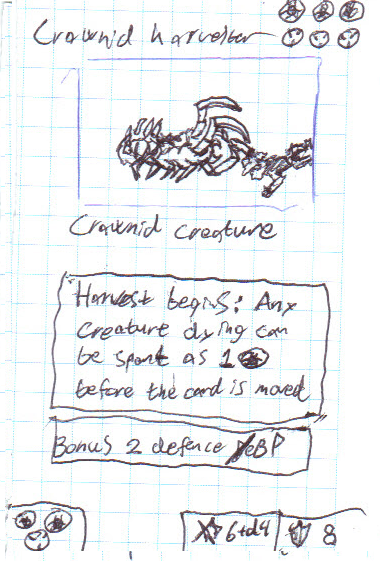 Crawnid harvester
Crawnid creature
Harvest begins: Any
creature dying can
be spent as 1
before the card is moved
Bonus 2 defence BP
6+d4
8